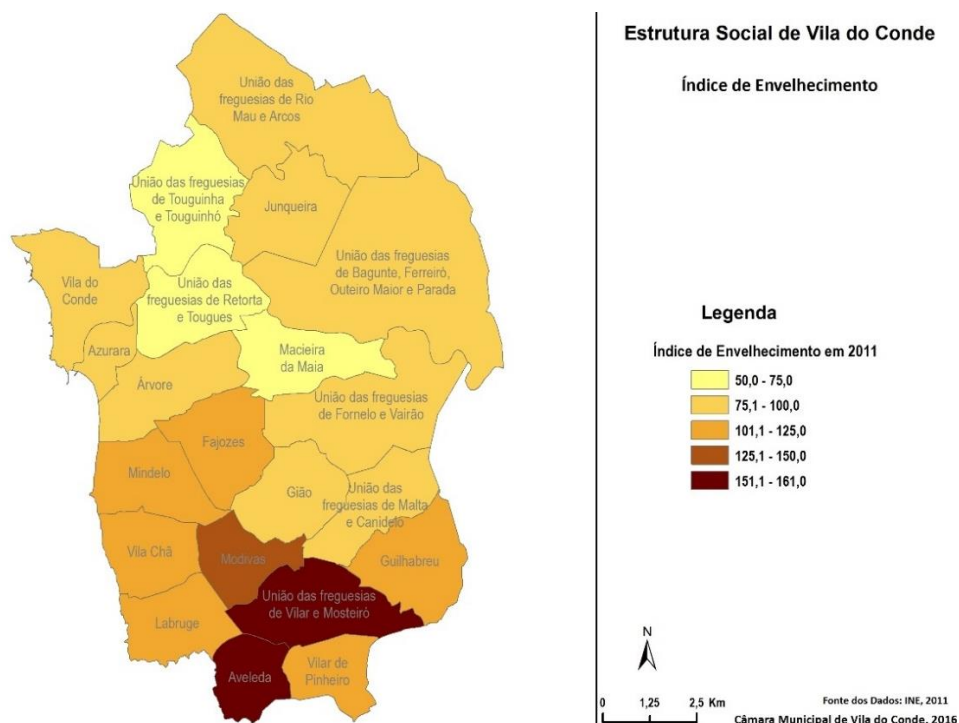 União das
freguesias de Rio
Mau e Arcos
União das freguesias
de Touguinha
e Touguinhó
Junqueira
União das freguesias
de Bagunte, Ferreiró,
Outeiro Maior e Parada
Vila do
Conde
União das
freguesias de Retorta
e Tougues
Azurara
Macieira
da Maia
Árvore
União das freguesias
de Fornelo e Vairão
Fajozes
Mindelo
Gião
União das
freguesias de Malta
e Canidelo
Vila Chã
Modivas
Guilhabreu
União das freguesias
de Vilar e Mosteiró
Labruge
Aveleda
Vilar de
Pinheiro
Estrutura Social de Vila do Conde
Índice de Envelhecimento
Legenda
Índice de Envelhecimento em 2011
50,0 - 75,0
75,1 - 100,0
101,1 - 125,0
125,1 - 150,0
151,1 - 161,0
N
0 1,25 2,5 Km
Fonte dos Dados: INE, 2011
Câmara Municipal de Vila do Conde, 2016